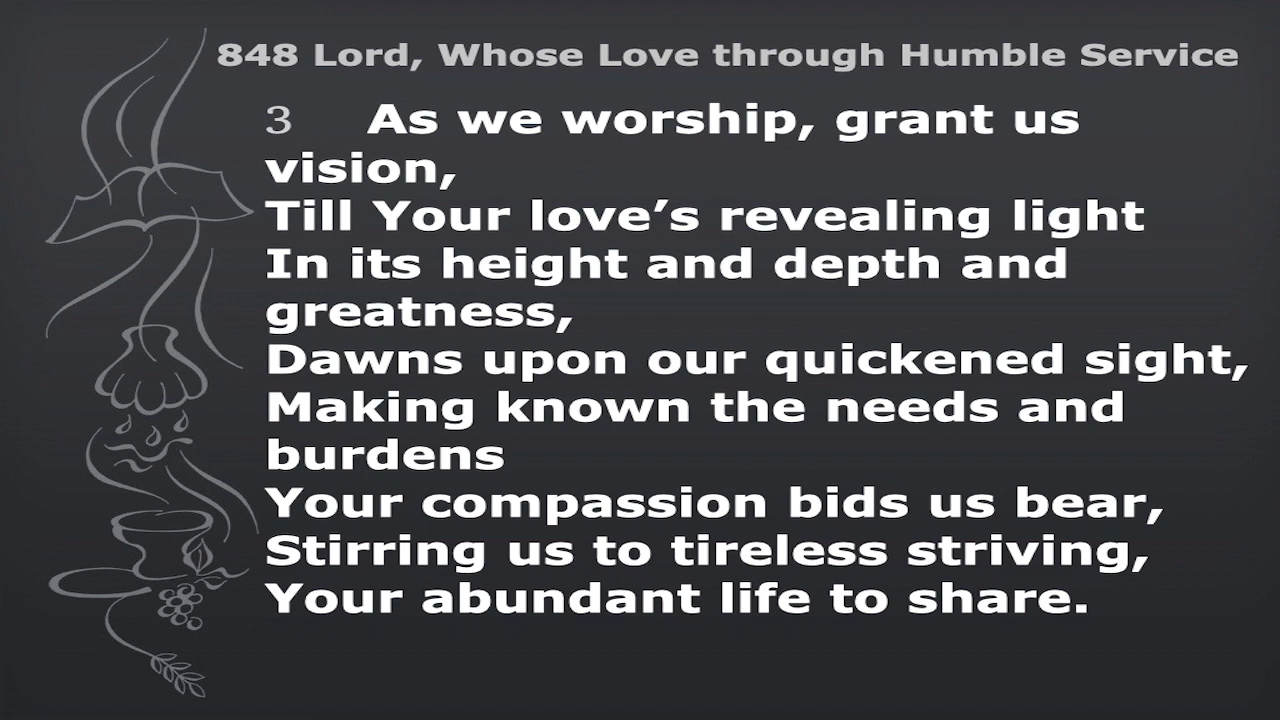 848 Lord, Whose Love through Humble Service
3 As we worship, grant us
vision,
Till Your love’s revealing light
In its height and depth and
greatness,
Dawns upon our quickened sight,
Making known the needs and
burdens
Your compassion bids us bear,
Stirring us to tireless striving,
Your abundant life to share.